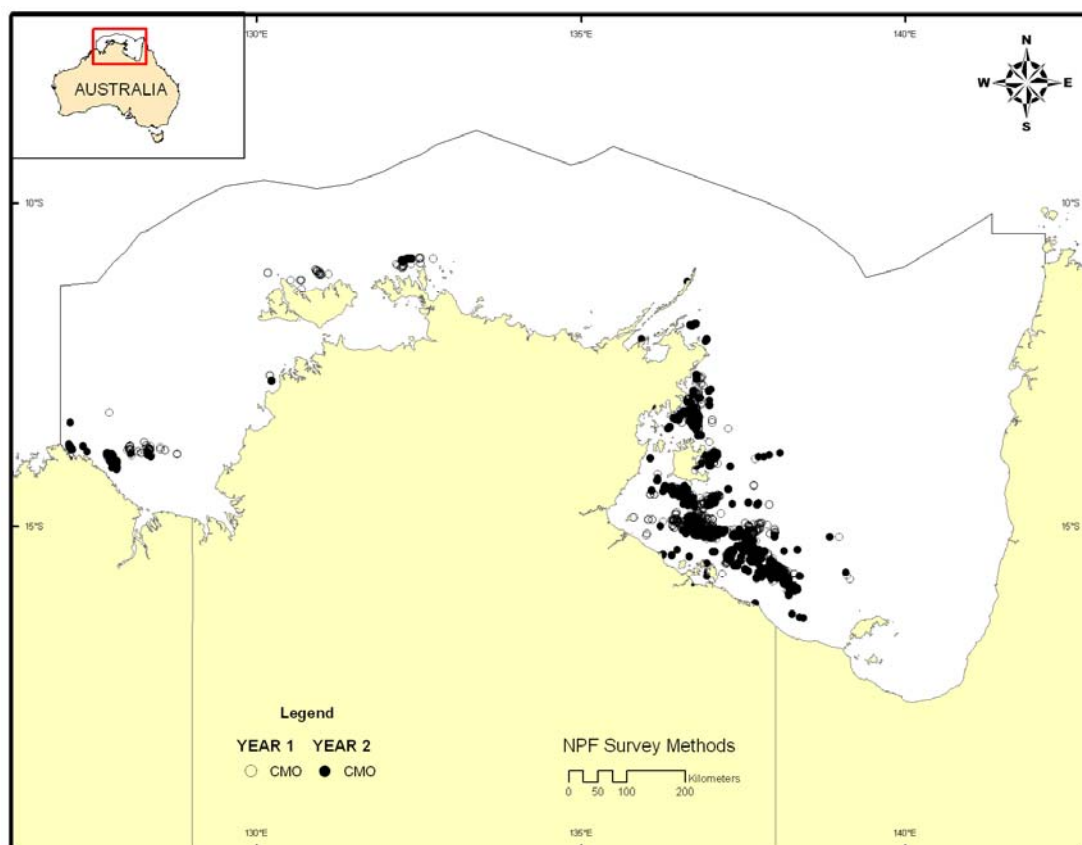 130°E 135°E 140°E
AUSTRALIA
N
W E
S
10°S 10°S
15°S 15°S
Legend
YEAR 1 YEAR 2
CMO CMO
NPF Survey Methods
Kilometers
0 50 100 200
130°E 135°E 140°E